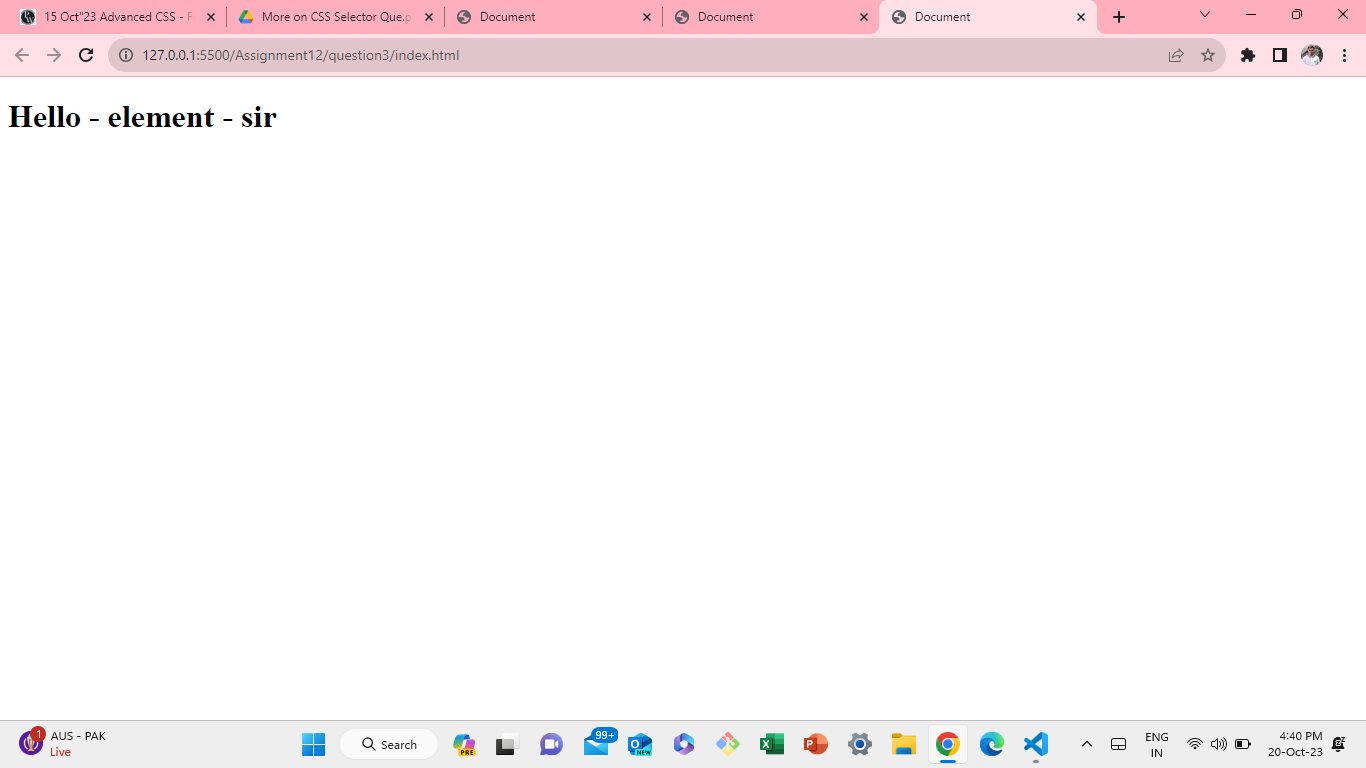 15 Oct"23 Advanced CSS - F
More on CSS Selector Que.p
Document
Document
Document
127.0.0.1:5500/Assignment12/question3/index.html
Hello - element - sir
1
AUS - PAK
Live
Search
PRE
99+
NEW
ENG
IN
4:40 PM
20-Oct-23